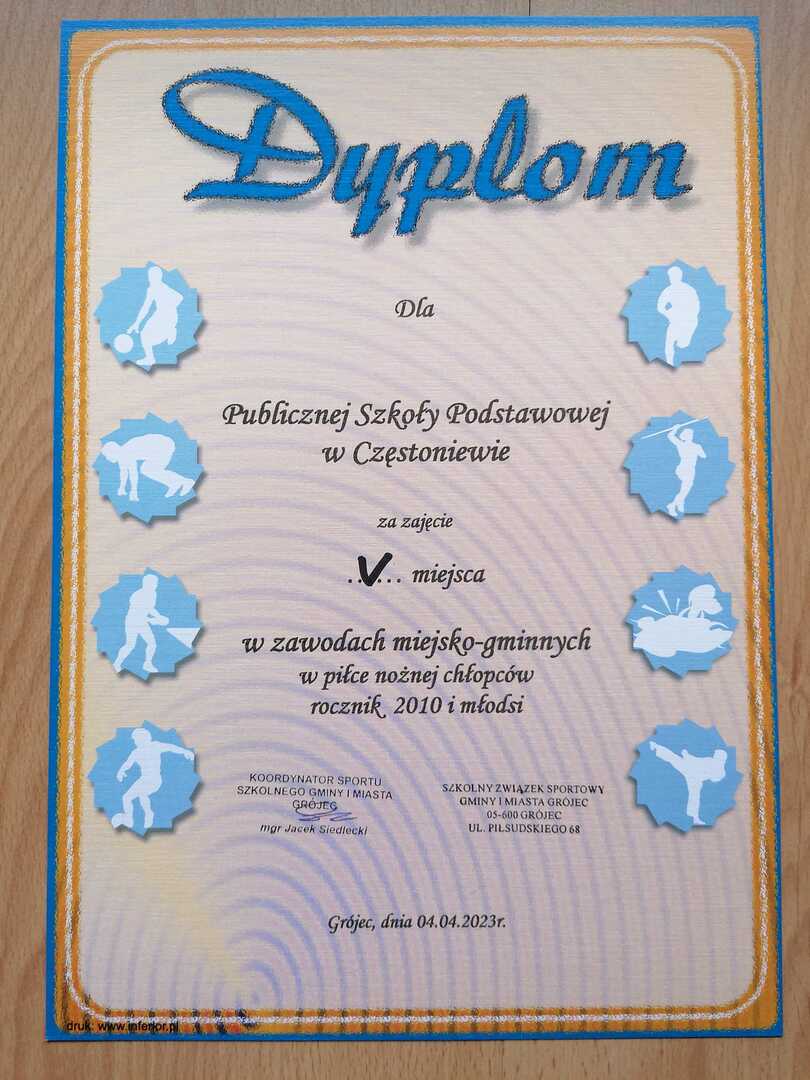 Dyplom
Dla
Publicznej Szkoły Podstawowej
w Częstoniewie
za zajęcie
..V... miejsca
w zawodach miejsko-gminnych
w piłce nożnej chłopców
rocznik 2010 i młodsi
KOORDYNATOR SPORTU
SZKOLNEGO GMINY I MIASTA
GRÓJEC
mgr Jacek Siedlecki
SZKOLNY ZWIĄZEK SPORTOWY
GMINY I MIASTA GRÓJEC
05-600 GRÓJEC
UL. PIŁSUDSKIEGO 68
Grójec, dnia 04.04.2023r.
druk: www.inferior.pl